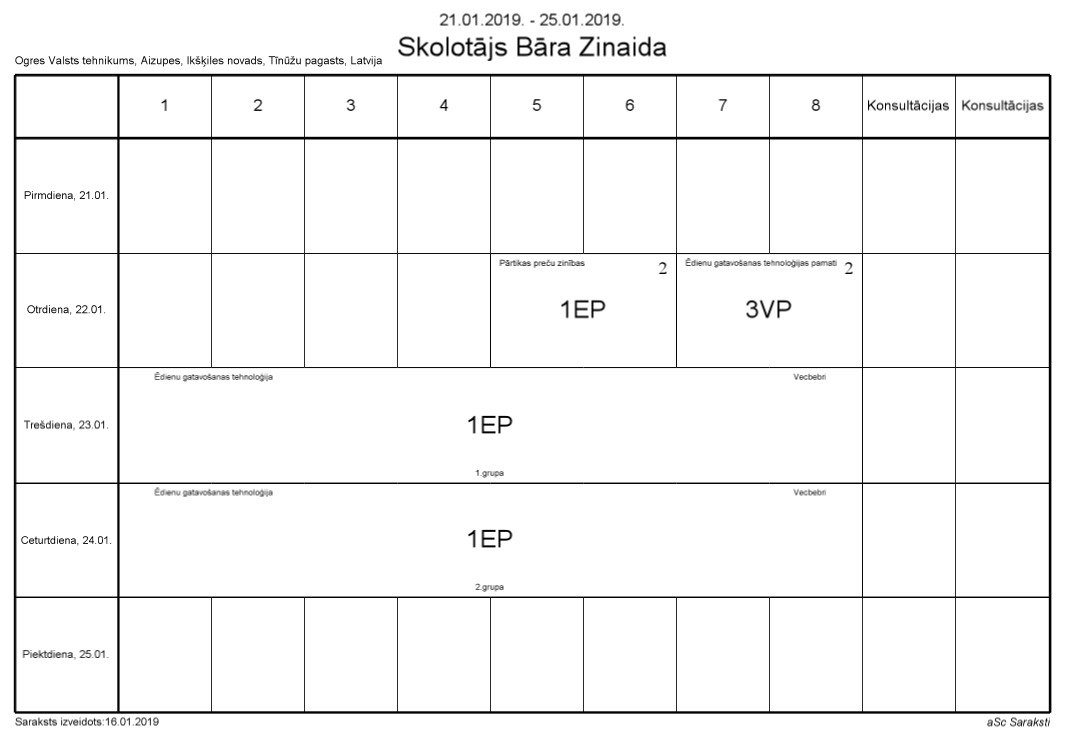 21.01.2019. - 25.01.2019.
Skolotājs Bāra Zinaida
Ogres Valsts tehnikums, Aizupes, Ikšķiles novads, Tīnūžu pagasts, Latvija
1 2 3 4 5 6 7 8 Konsultācijas Konsultācijas
Pirmdiena, 21.01.
Pārtikas preču zinības 2 Ēdienu gatavošanas tehnoloģijas pamati 2
Otrdiena, 22.01. 1EP 3VP
Ēdienu gatavošanas tehnoloģija Vecbebri
Trešdiena, 23.01. 1EP
1.grupa
Ēdienu gatavošanas tehnoloģija Vecbebri
Ceturtdiena, 24.01. 1EP
2.grupa
Piektdiena, 25.01.
Saraksts izveidots:16.01.2019 aSc Saraksti